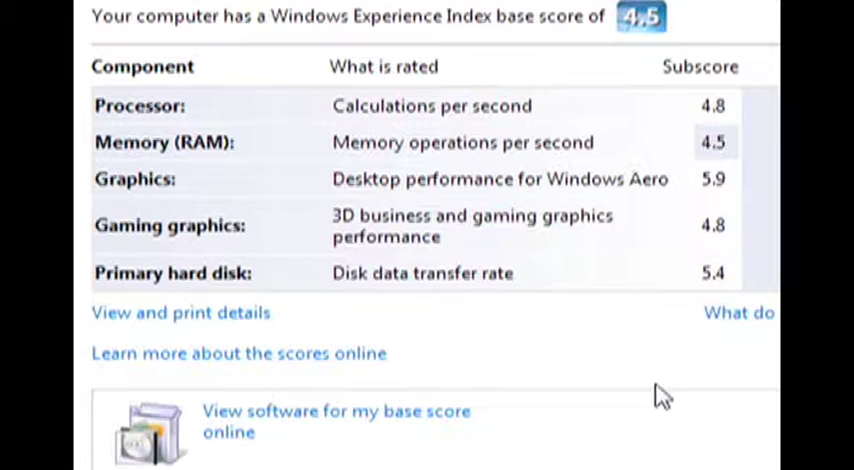 Your computer has a Windows Experience Index base score of 4,5
Component What is rated Subscore
Processor: Calculations per second 4.8
Memory (RAM): Memory operations per second 4.5
Graphics: Desktop performance for Windows Aero 5.9
Gaming graphics: 3D business and gaming graphics 4.8
performance
Primary hard disk: Disk data transfer rate 5.4
View and print details What do
Learn more about the scores online
View software for my base score
online